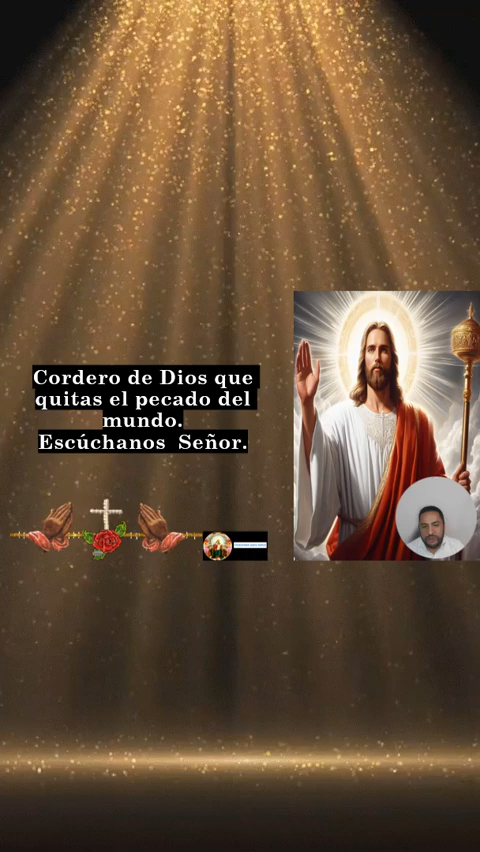 Cordero de Dios que
quitas el pecado del
mundo.
Escúchanos  Señor.